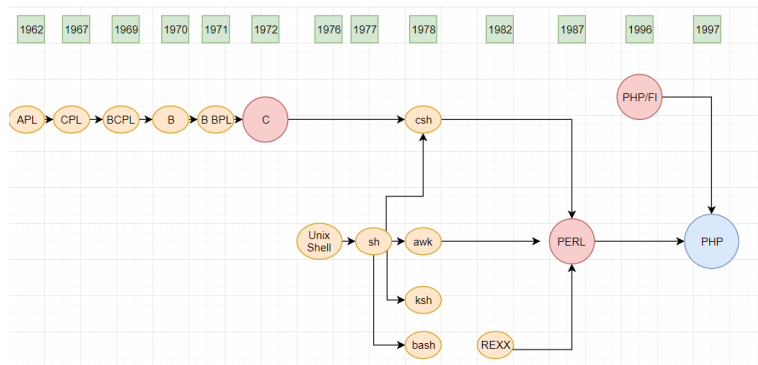 1962 1967 1969 1970 1971 1972 1976 1977 1978 1982 1987 1996 1997
PHP/FI
APL CPL BCPL B B BPL C csh
Unix
Shell
sh awk PERL PHP
ksh
bash REXX